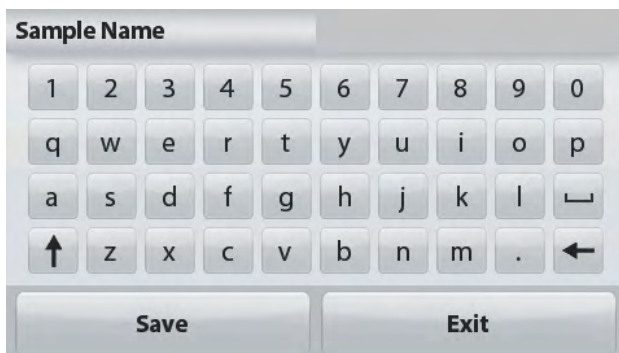 Sample Name
1 2 3 4 5 6 7 8 9 0
q w e r t y u i o p
a s d f g h j k l ⎵
↑ z x c v b n m . ←
Save Exit